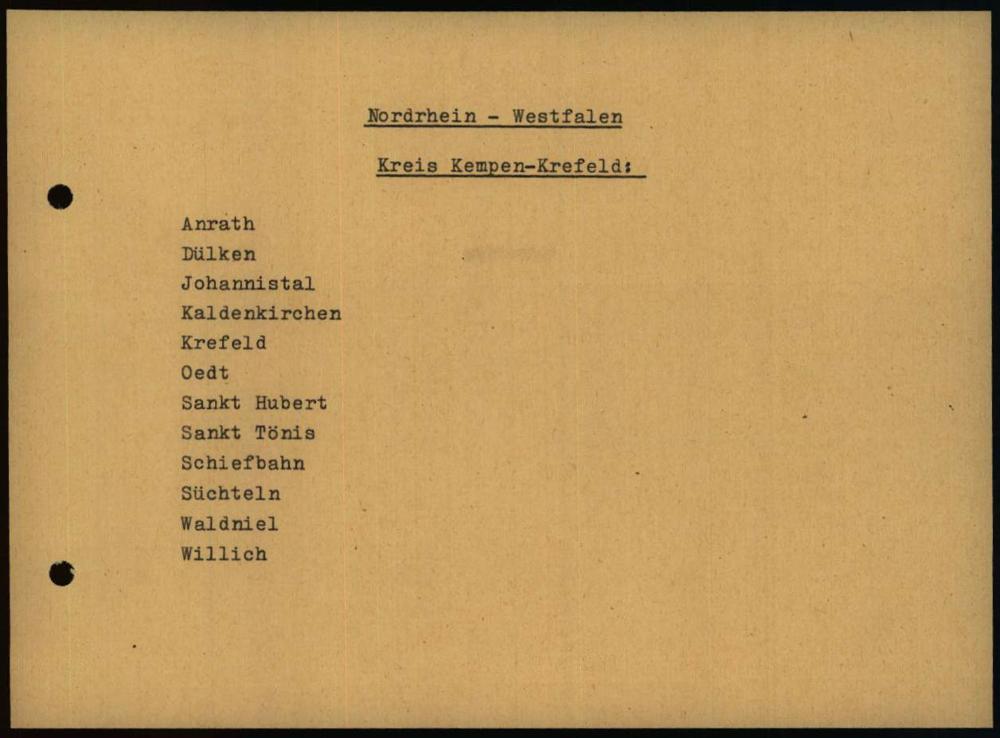 Nordrhein - Westfalen
Kreis Kempen-Krefeld:
Anrath
Dülken
Johannistal
Kaldenkirchen
Krefeld
Oedt
Sankt Hubert
Sankt Tönis
Schiefbahn
Süchteln
Waldniel
Willich